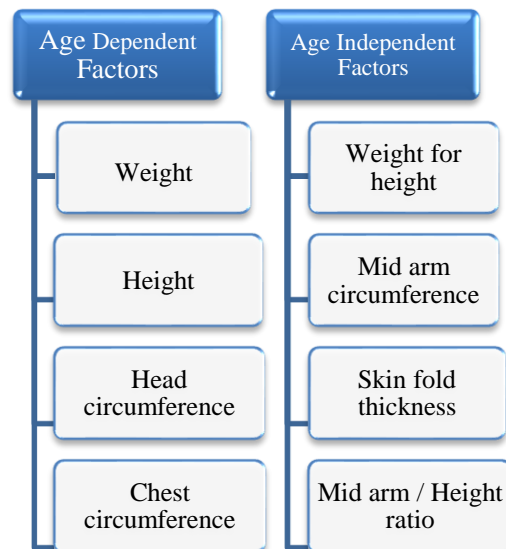 Age Dependent
Factors
Weight
Height
Head
circumference
Chest
circumference
Age Independent
Factors
Weight for
height
Mid arm
circumference
Skin fold
thickness
Mid arm / Height
ratio